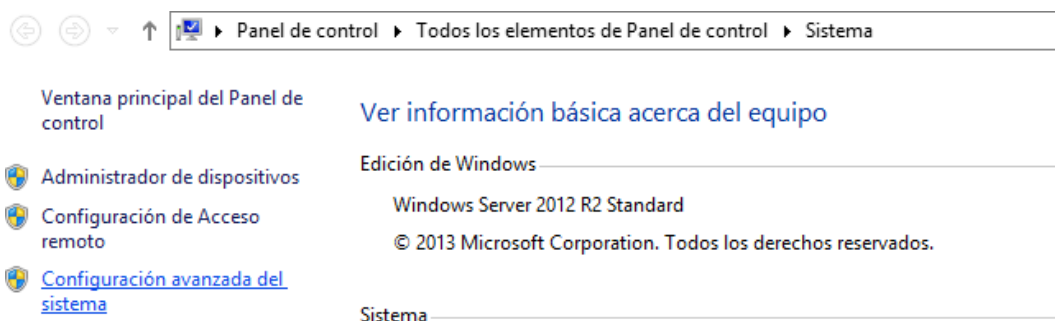 Panel de control ▸ Todos los elementos de Panel de control ▸ Sistema
Ventana principal del Panel de
control
Administrador de dispositivos
Configuración de Acceso
remoto
Configuración avanzada del
sistema
Ver información básica acerca del equipo
Edición de Windows
Windows Server 2012 R2 Standard
© 2013 Microsoft Corporation. Todos los derechos reservados.
Sistema